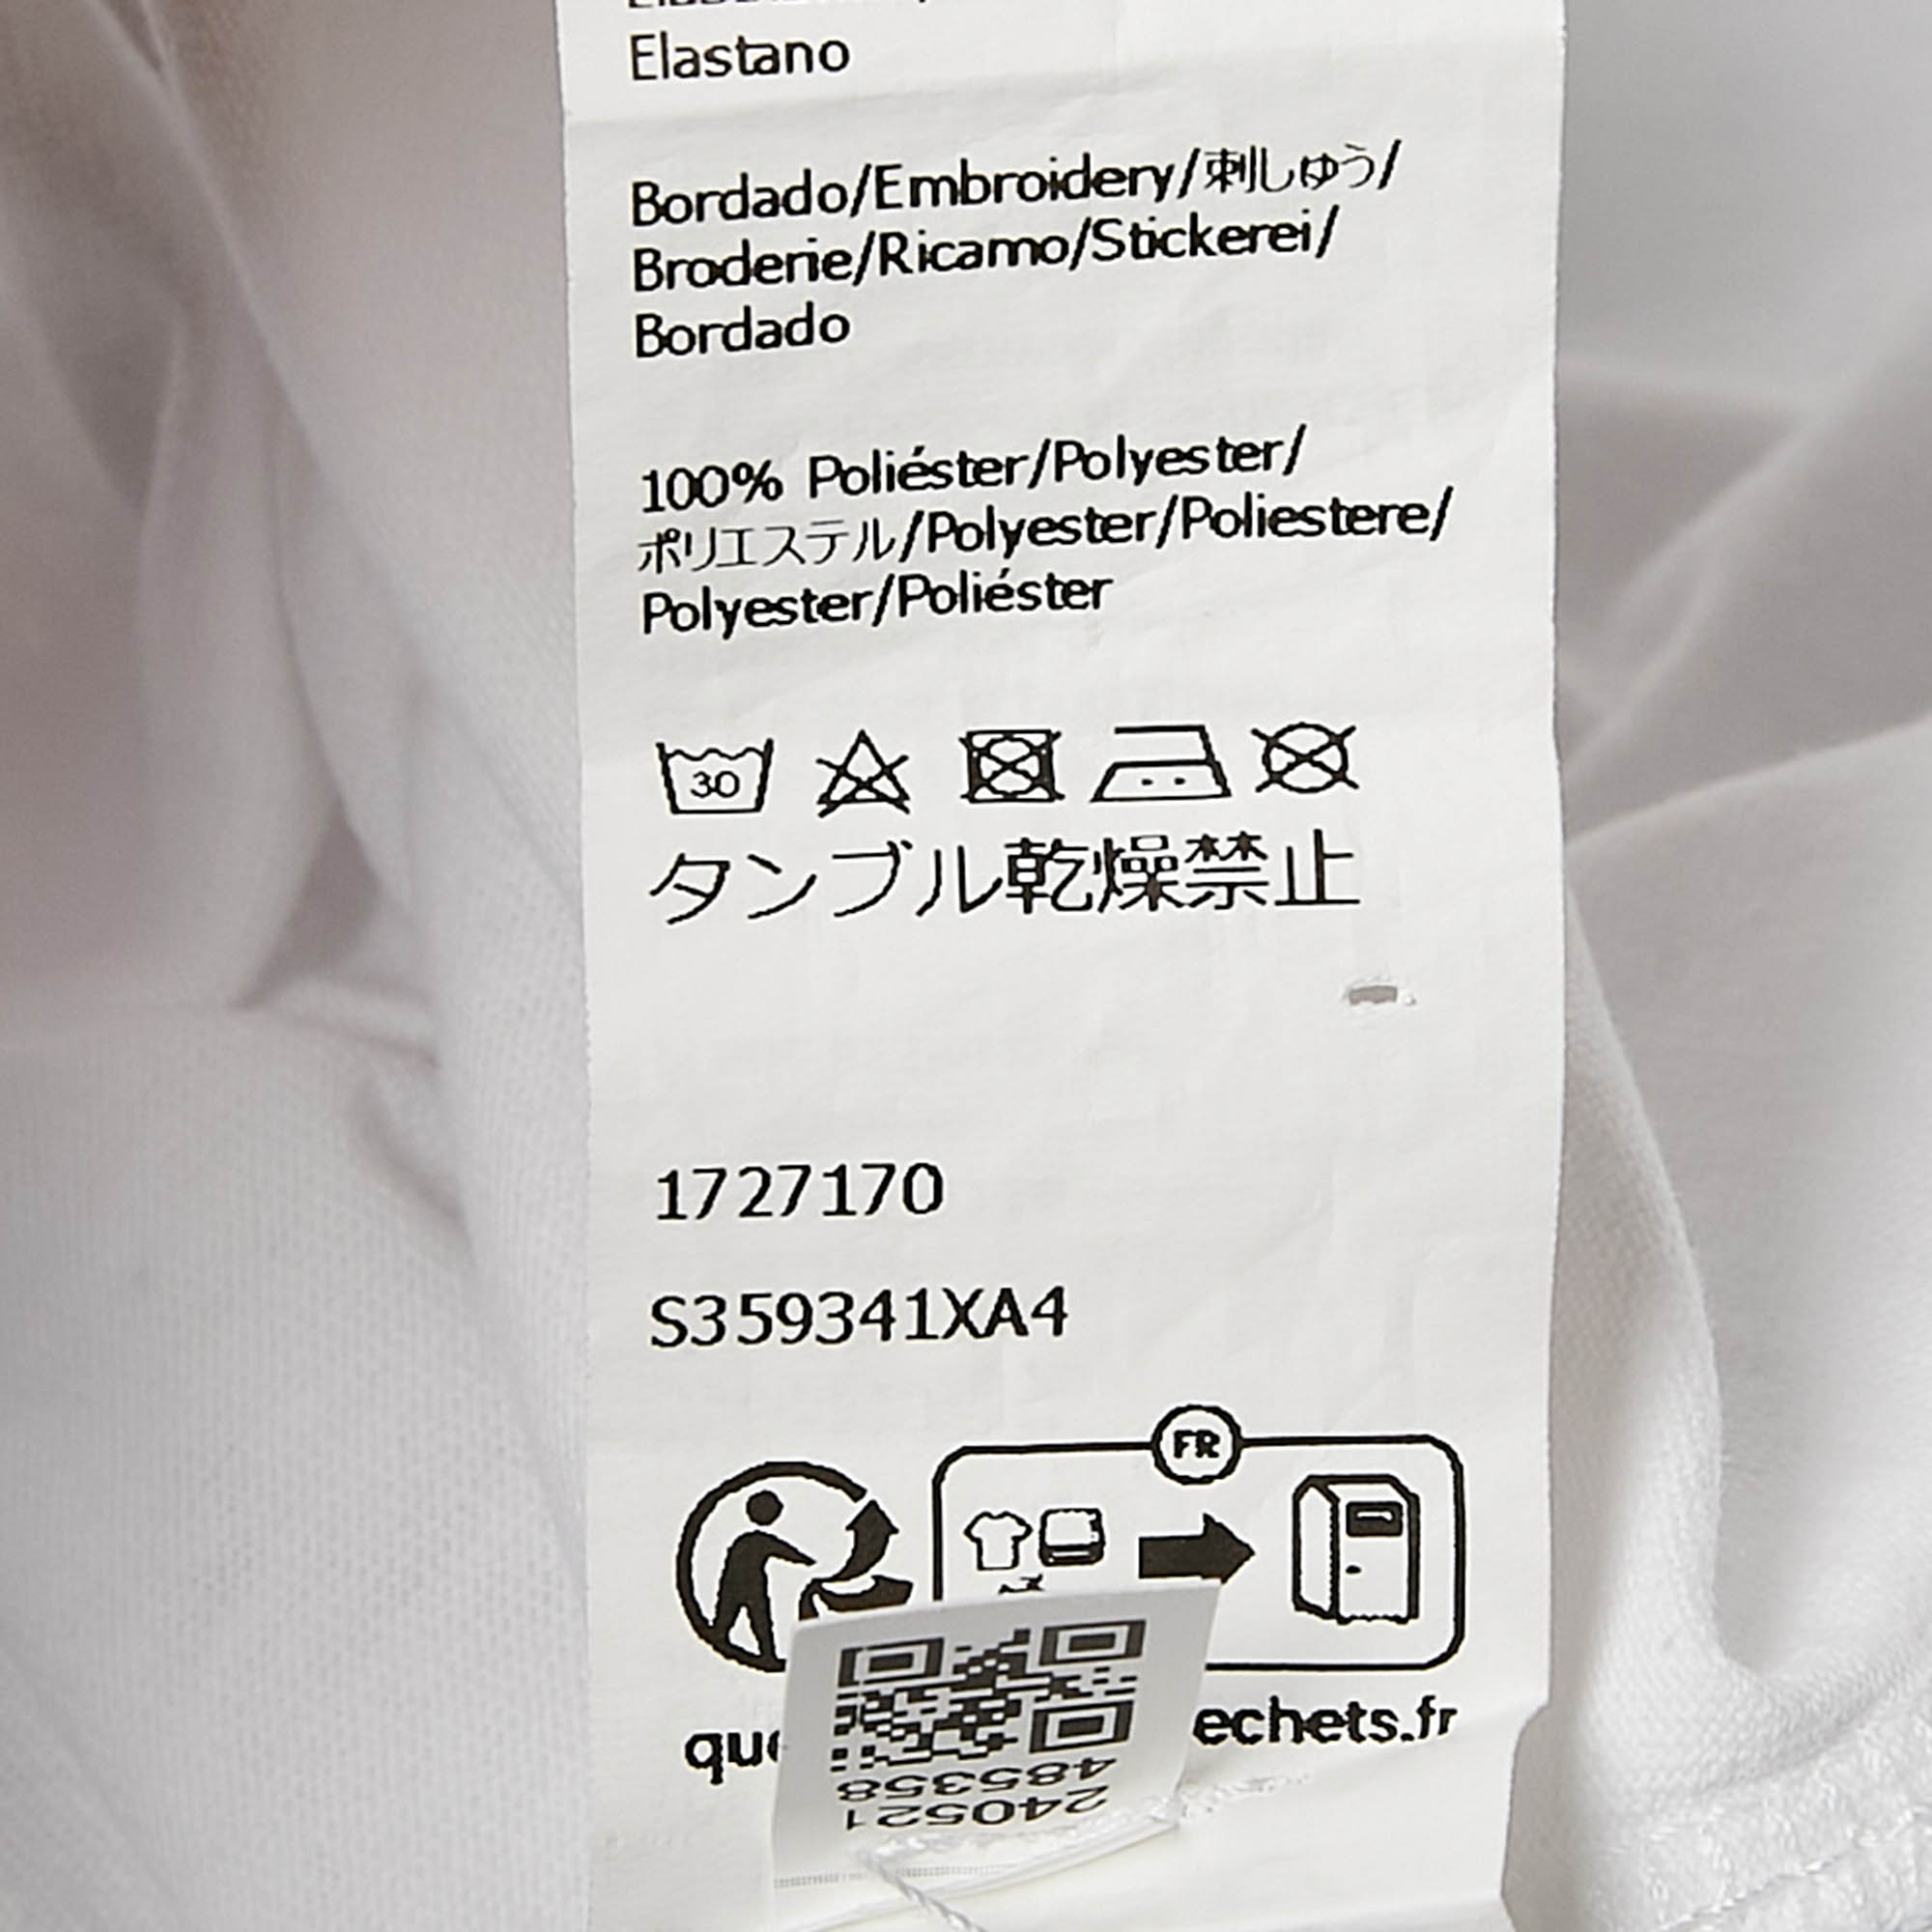 Elastano
Bordado/Embroidery/刺しゅう/
Broderie/Ricamo/Stickerei/
Bordado
100% Poliéster/Polyester/
ポリエステル/Polyester/Poliestere/
Polyester/Poliéster
30
タンブル乾燥禁止
1727170
S359341XA4
FR
echets.fr
485358
240521